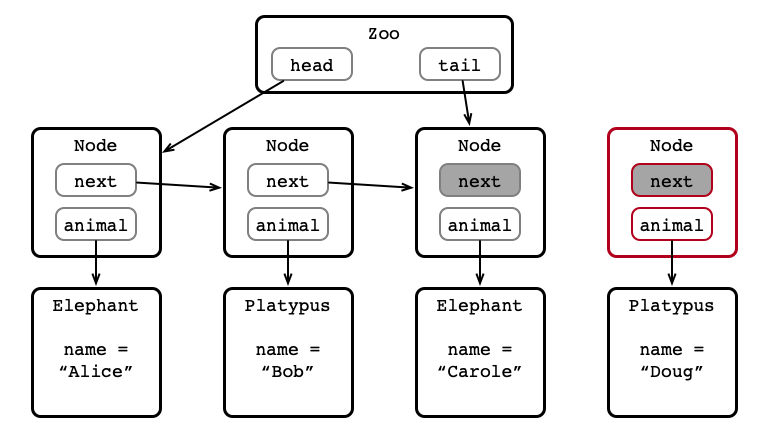 Zoo
head
tail
Node
next
animal
Node
next
animal
Node
next
animal
Node
next
animal
Elephant
name =
“Alice”
Platypus
name =
“Bob”
Elephant
name =
“Carole”
Platypus
name =
“Doug”